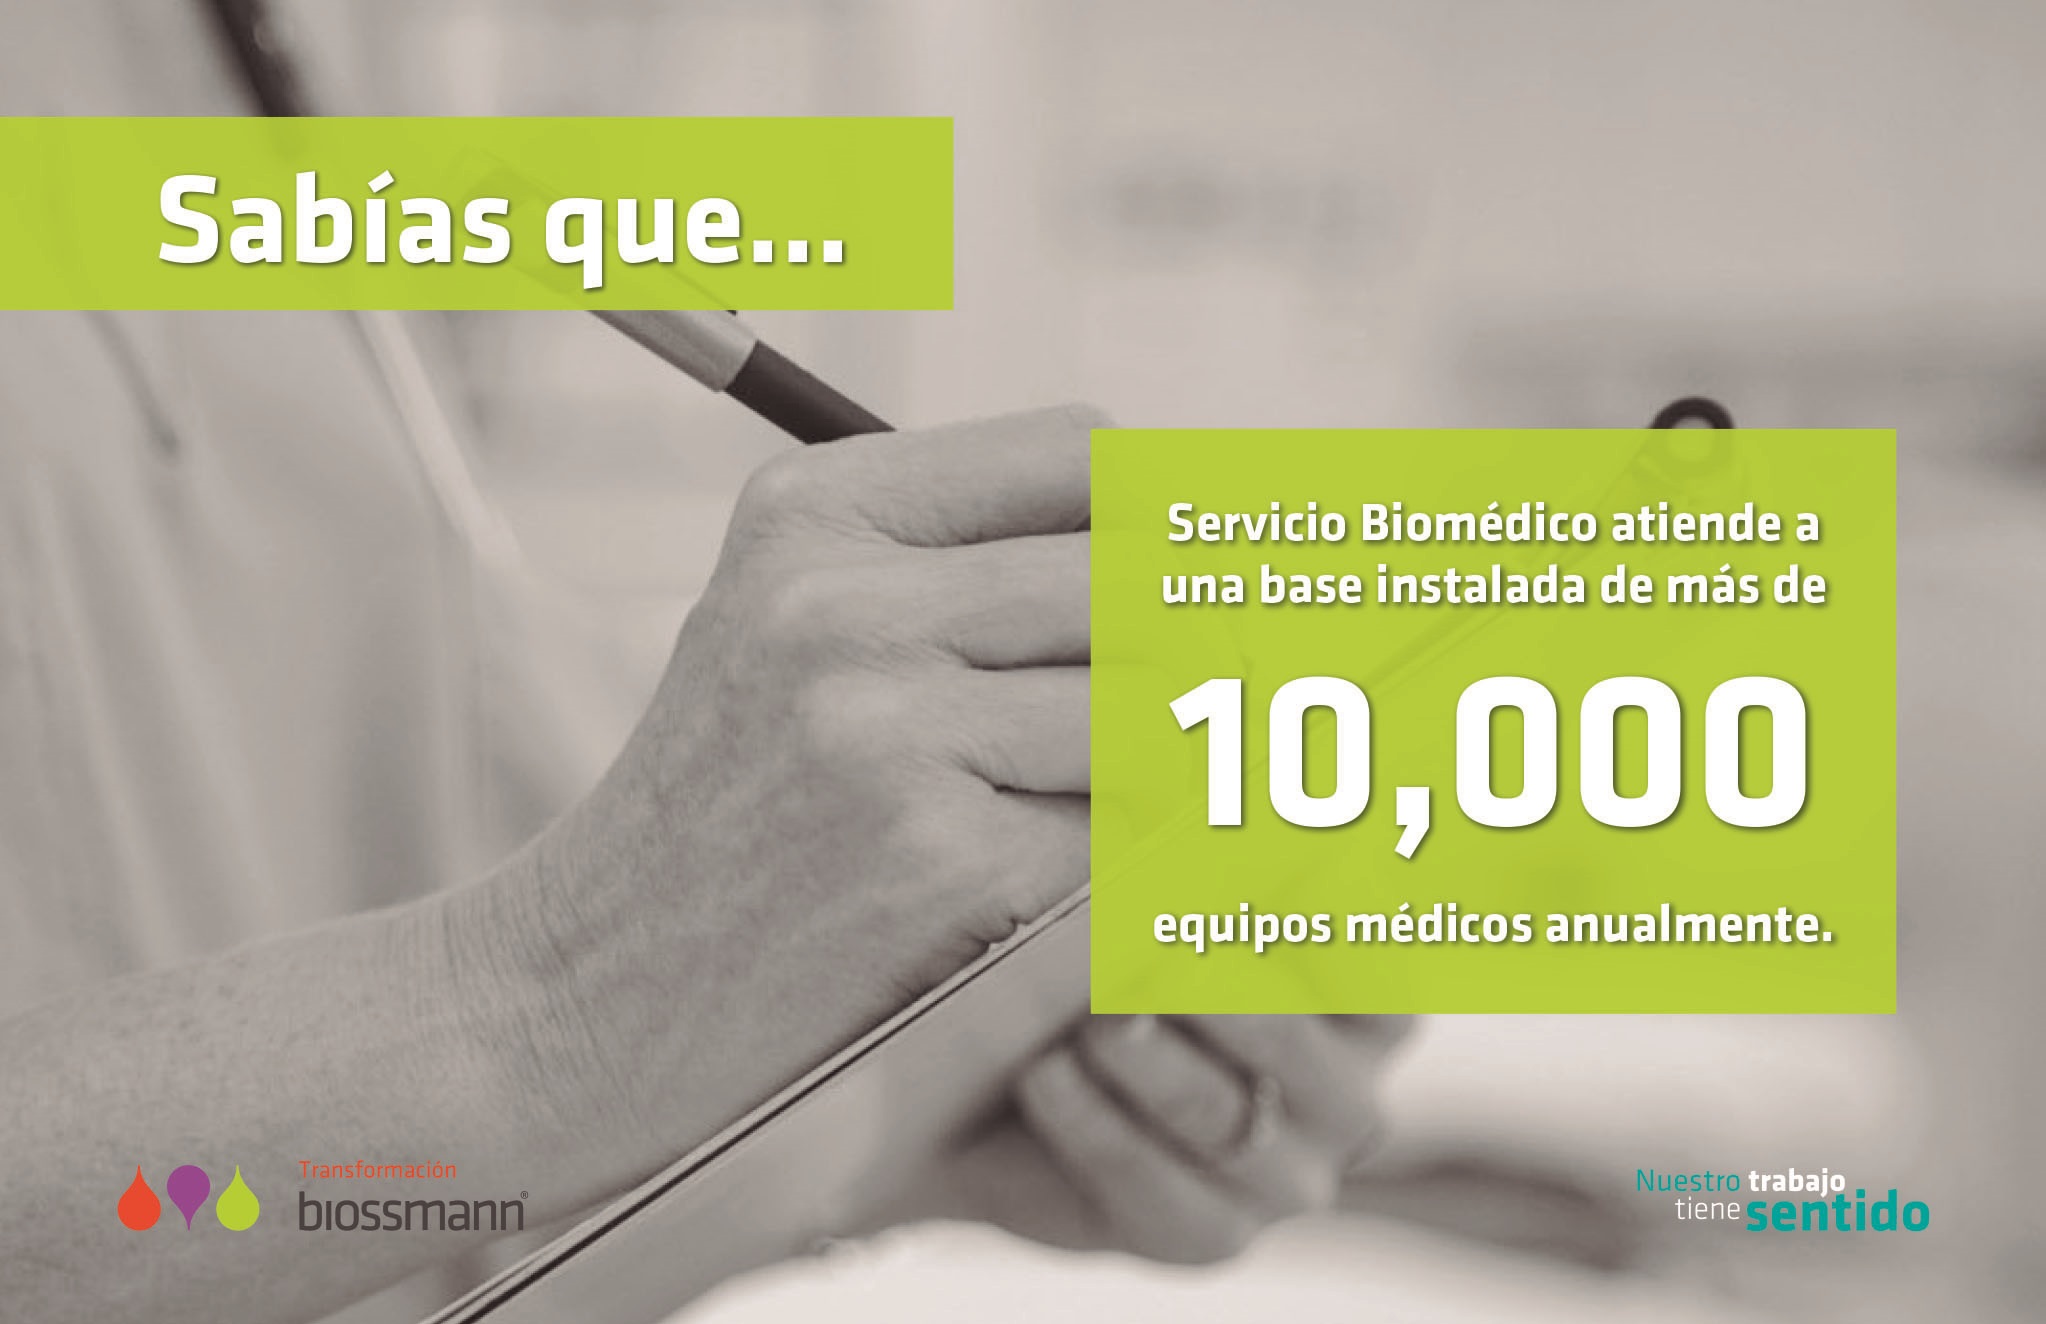 Sabías que...
Servicio Biomédico atiende a
una base instalada de más de
10,000
equipos médicos anualmente.
Transformación
biossmann®
Nuestro trabajo
tiene sentido